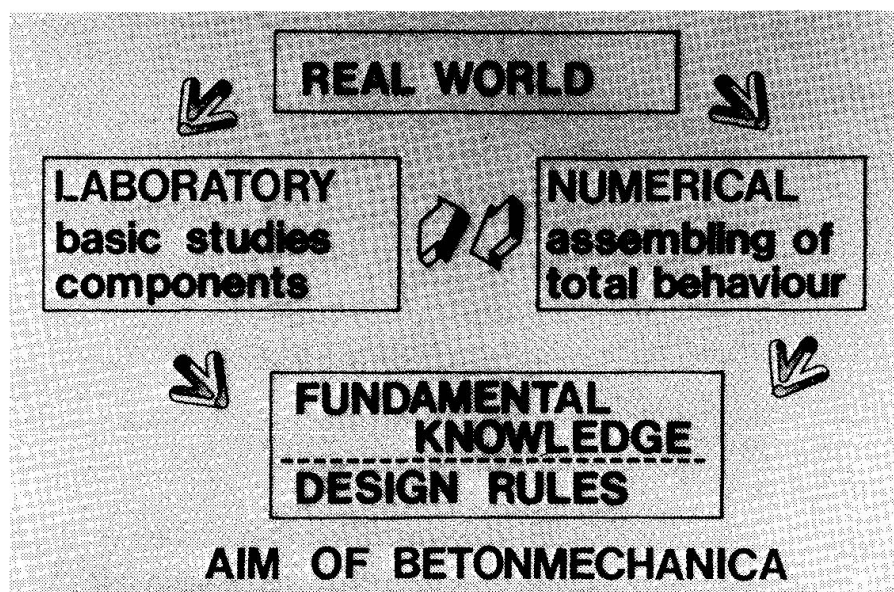 REAL WORLD
LABORATORY
basic studies
components
NUMERICAL
assembling of
total behaviour
FUNDAMENTAL
KNOWLEDGE
DESIGN RULES
AIM OF BETONMECHANICA